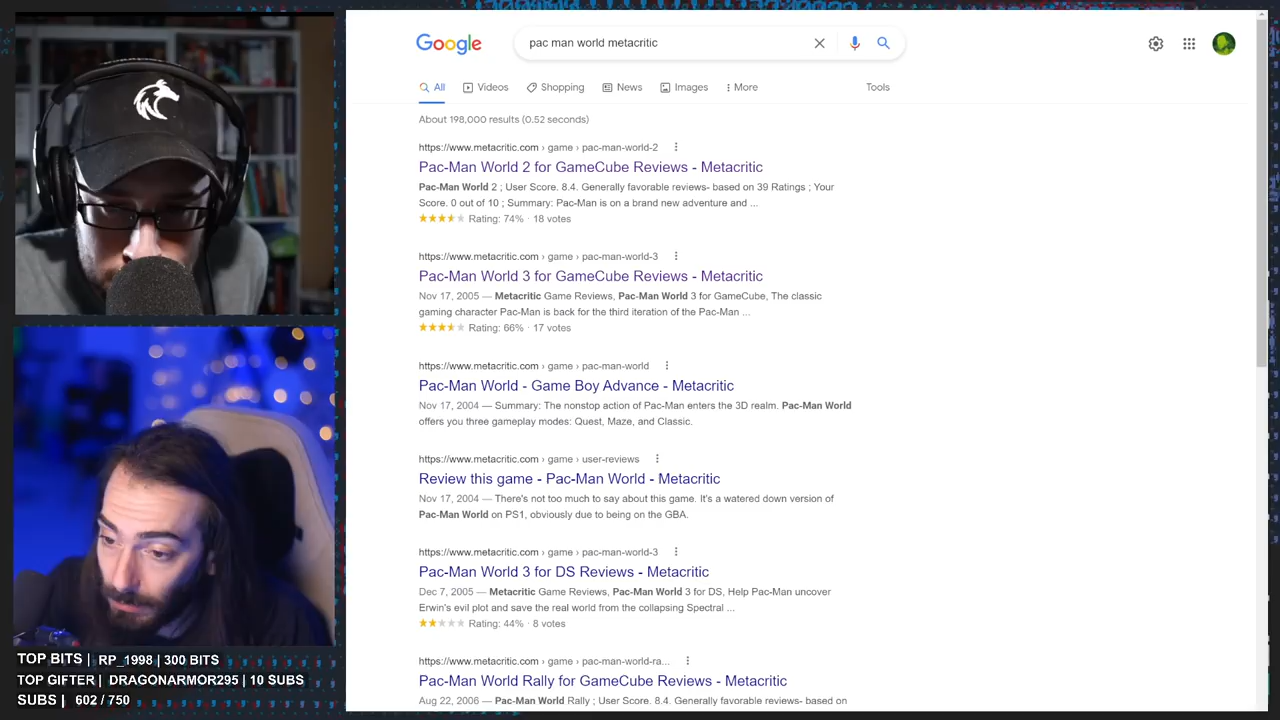 Google
pac man world metacritic
All
Videos
Shopping
News
Images
More
Tools
About 198,000 results (0.52 seconds)
https://www.metacritic.com › game › pac-man-world-2
Pac-Man World 2 for GameCube Reviews - Metacritic
Pac-Man World 2 ; User Score. 8.4. Generally favorable reviews- based on 39 Ratings ; Your
Score. 0 out of 10 ; Summary: Pac-Man is on a brand new adventure and ...
Rating: 74% · 18 votes
https://www.metacritic.com › game › pac-man-world-3
Pac-Man World 3 for GameCube Reviews - Metacritic
Nov 17, 2005 — Metacritic Game Reviews, Pac-Man World 3 for GameCube, The classic
gaming character Pac-Man is back for the third iteration of the Pac-Man ...
Rating: 66% · 17 votes
https://www.metacritic.com › game › pac-man-world
Pac-Man World - Game Boy Advance - Metacritic
Nov 17, 2004 — Summary: The nonstop action of Pac-Man enters the 3D realm. Pac-Man World
offers you three gameplay modes: Quest, Maze, and Classic.
https://www.metacritic.com › game › user-reviews
Review this game - Pac-Man World - Metacritic
Nov 17, 2004 — There's not too much to say about this game. It's a watered down version of
Pac-Man World on PS1, obviously due to being on the GBA.
https://www.metacritic.com › game › pac-man-world-3
Pac-Man World 3 for DS Reviews - Metacritic
Dec 7, 2005 — Metacritic Game Reviews, Pac-Man World 3 for DS, Help Pac-Man uncover
Erwin's evil plot and save the real world from the collapsing Spectral ...
Rating: 44% · 8 votes
https://www.metacritic.com › game › pac-man-world-ra...
Pac-Man World Rally for GameCube Reviews - Metacritic
Aug 22, 2006 — Pac-Man World Rally ; User Score. 8.4. Generally favorable reviews- based on
TOP BITS | RP_1998 | 300 BITS
TOP GIFTER | DRAGONARMOR295 | 10 SUBS
SUBS | 602 / 750